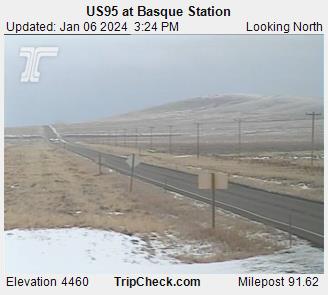 US95 at Basque Station
Updated: Jan 06 2024 3:24 PM Looking North
Elevation 4460 TripCheck.com Milepost 91.62